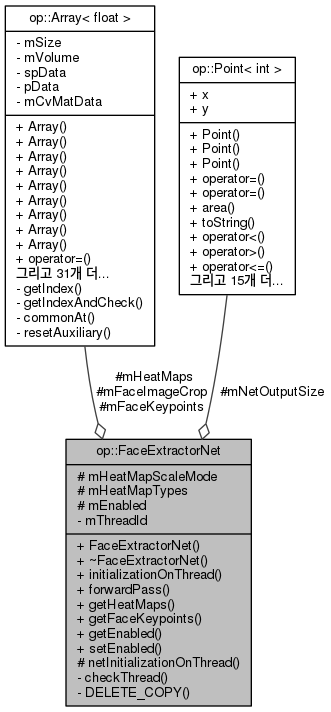 op::Array< float >
- mSize
- mVolume
- spData
- pData
- mCvMatData
+ Array()
+ Array()
+ Array()
+ Array()
+ Array()
+ Array()
+ Array()
+ Array()
+ Array()
+ operator=()
그리고 31개 더...
- getIndex()
- getIndexAndCheck()
- commonAt()
- resetAuxiliary()
op::Point< int >
+ x
+ y
+ Point()
+ Point()
+ Point()
+ operator=()
+ operator=()
+ area()
+ toString()
+ operator<()
+ operator>()
+ operator<=()
그리고 15개 더...
#mHeatMaps
#mFaceImageCrop
#mFaceKeypoints
#mNetOutputSize
op::FaceExtractorNet
# mHeatMapScaleMode
# mHeatMapTypes
# mEnabled
- mThreadId
+ FaceExtractorNet()
+ ~FaceExtractorNet()
+ initializationOnThread()
+ forwardPass()
+ getHeatMaps()
+ getFaceKeypoints()
+ getEnabled()
+ setEnabled()
# netInitializationOnThread()
- checkThread()
- DELETE_COPY()